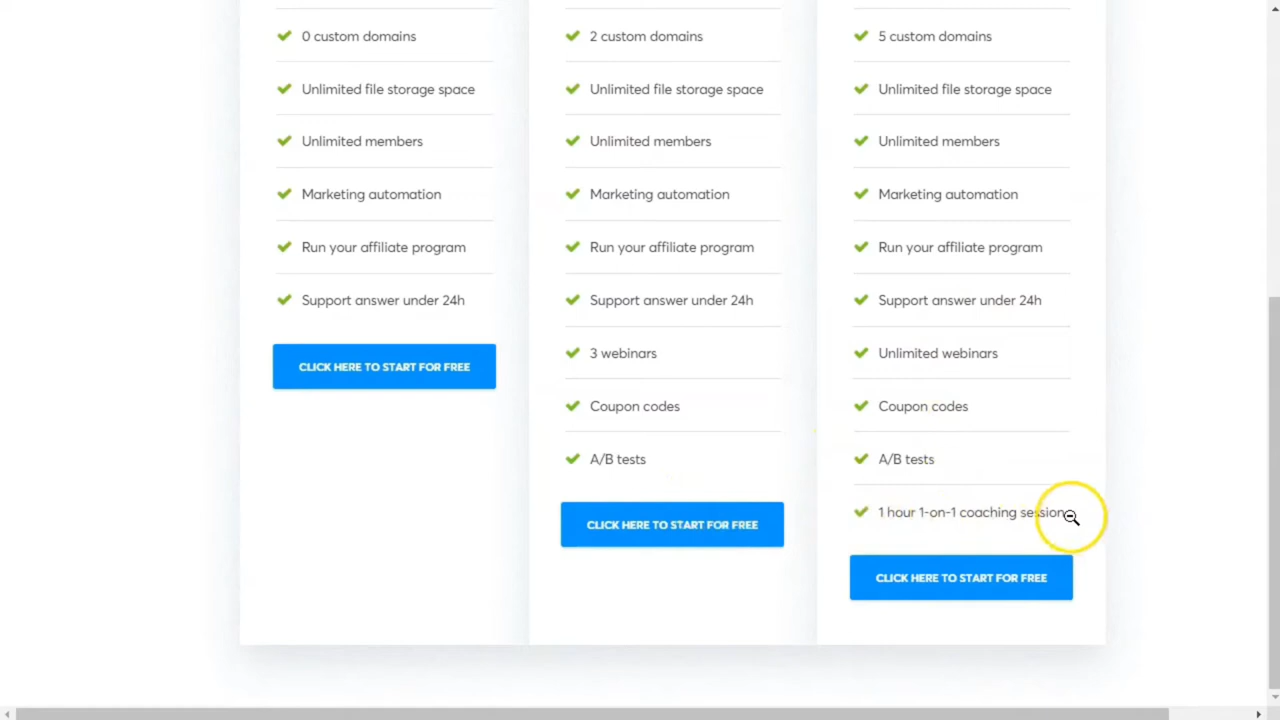 0 custom domains
Unlimited file storage space
Unlimited members
Marketing automation
Run your affiliate program
Support answer under 24h
CLICK HERE TO START FOR FREE
2 custom domains
Unlimited file storage space
Unlimited members
Marketing automation
Run your affiliate program
Support answer under 24h
3 webinars
Coupon codes
A/B tests
CLICK HERE TO START FOR FREE
5 custom domains
Unlimited file storage space
Unlimited members
Marketing automation
Run your affiliate program
Support answer under 24h
Unlimited webinars
Coupon codes
A/B tests
1 hour 1-on-1 coaching session
CLICK HERE TO START FOR FREE